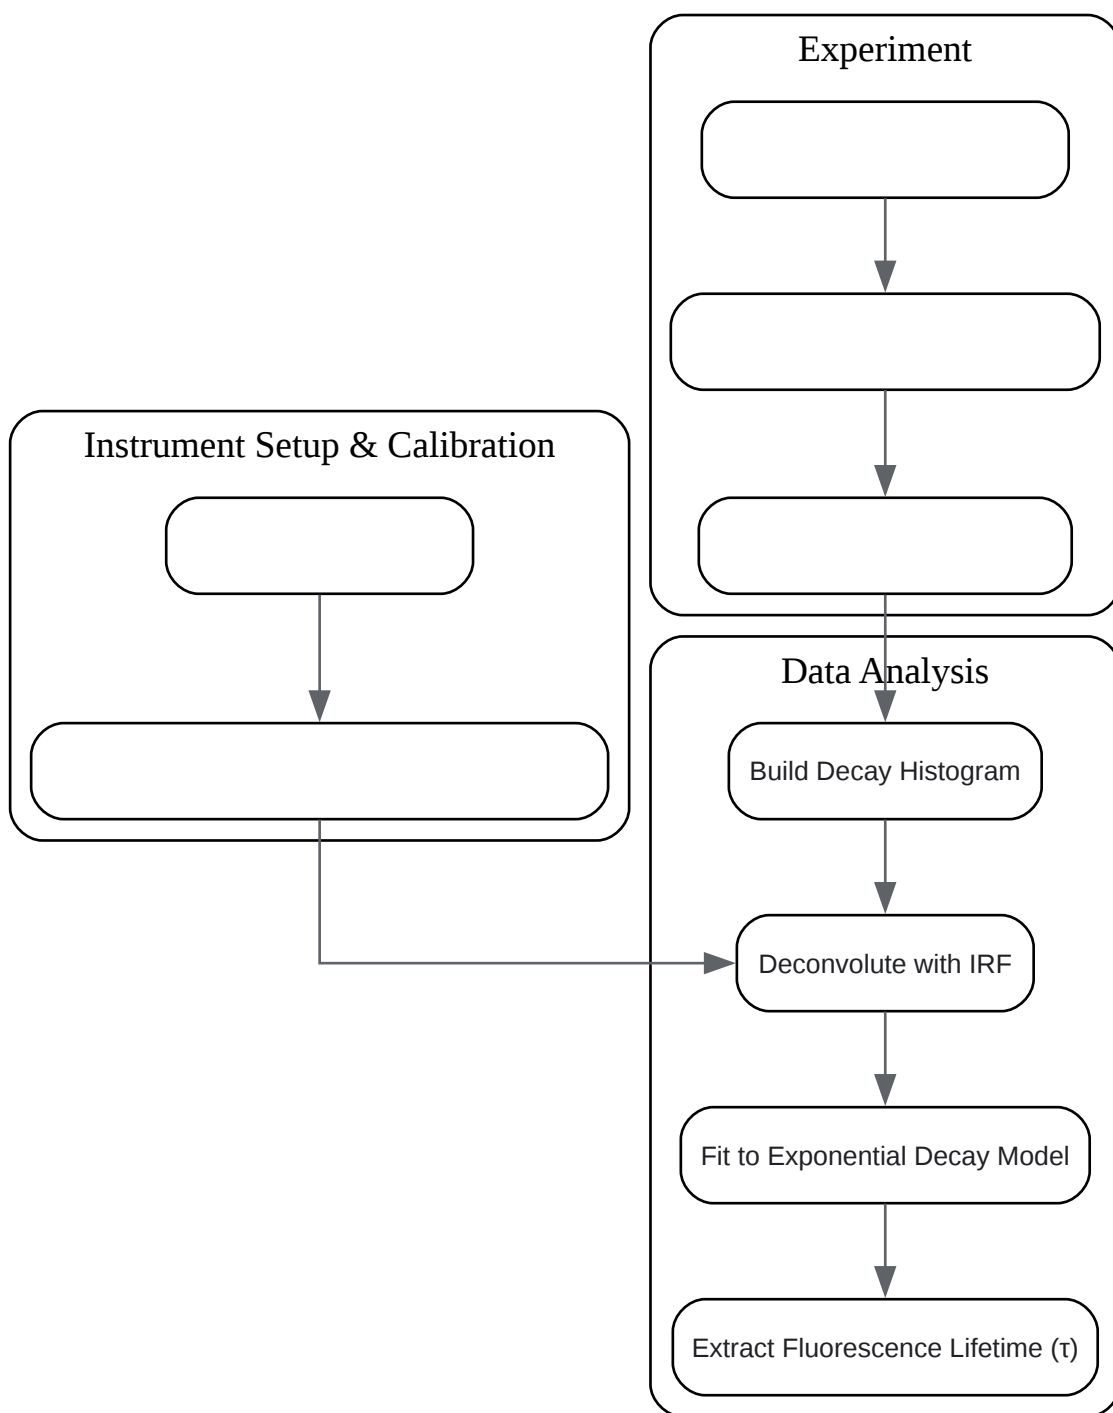 Experiment
Instrument Setup & Calibration
Data Analysis
Build Decay Histogram
Deconvolute with IRF
Fit to Exponential Decay Model
Extract Fluorescence Lifetime (τ)